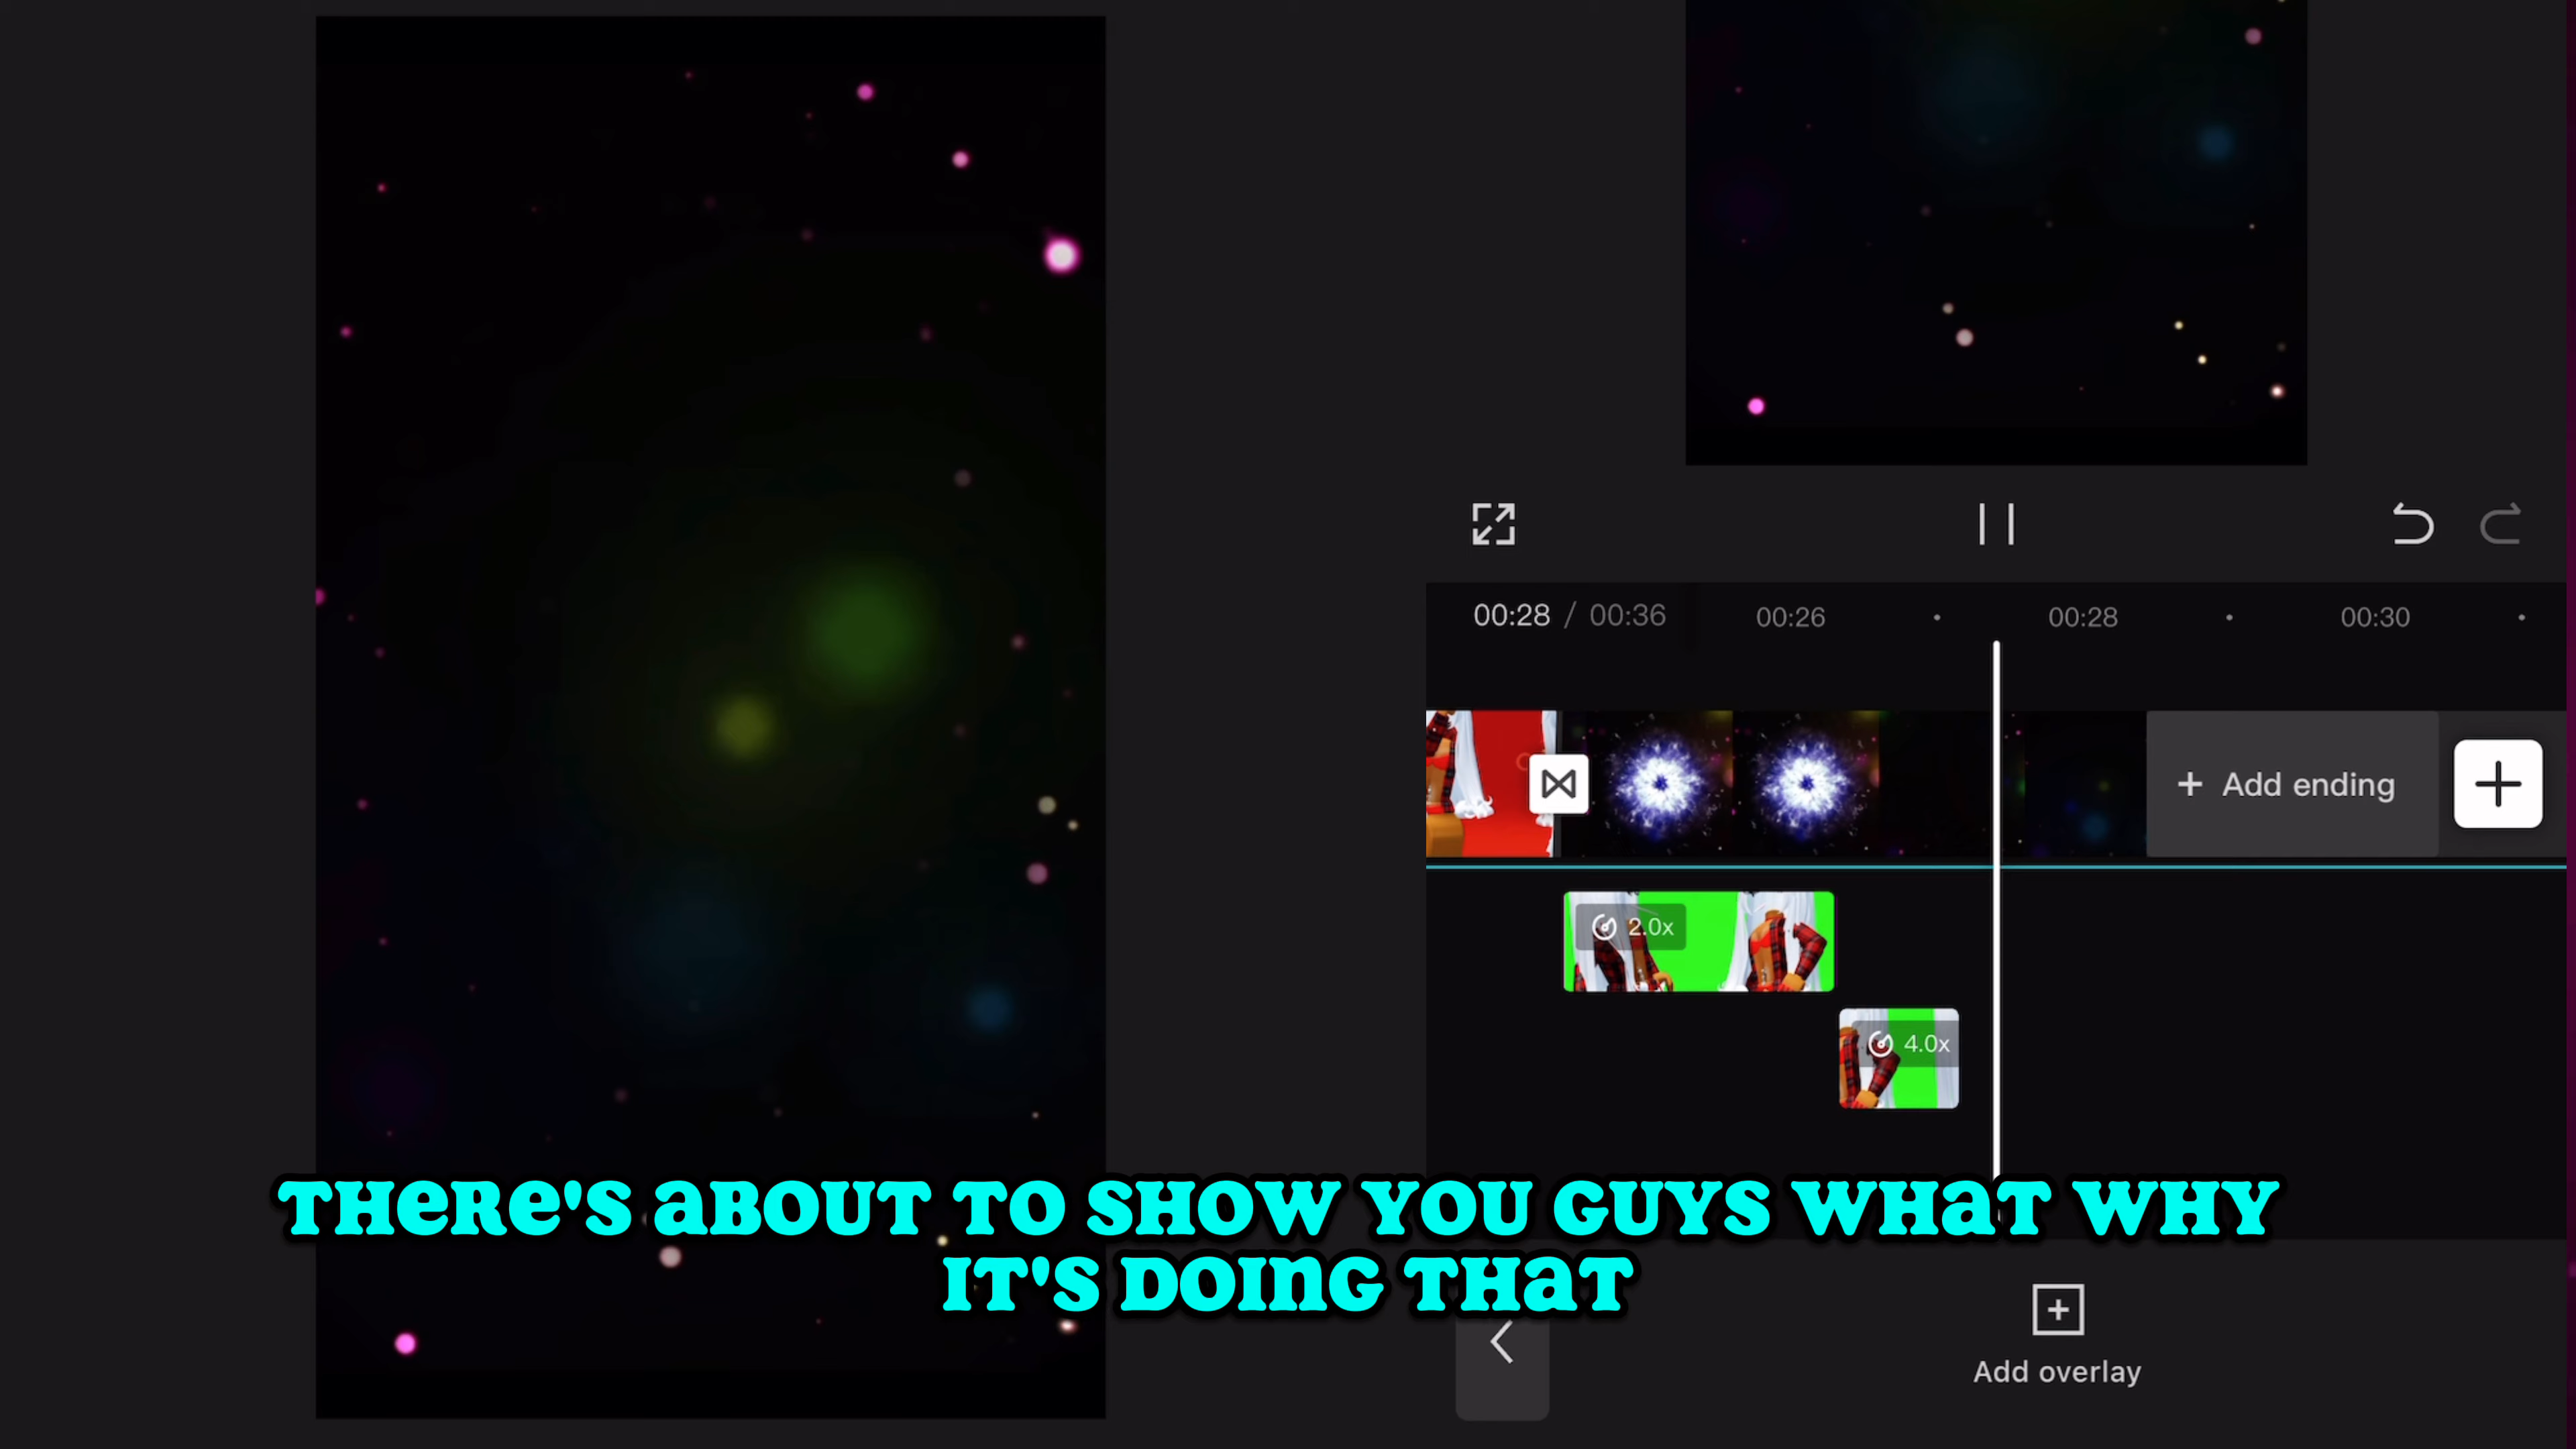 00:28 / 00:36
00:26
00:28
00:30
+ Add ending
2.0x
4.0x
THERE'S ABOUT TO SHOW YOU GUYS WHAT WHY
IT'S DOING THAT
Add overlay